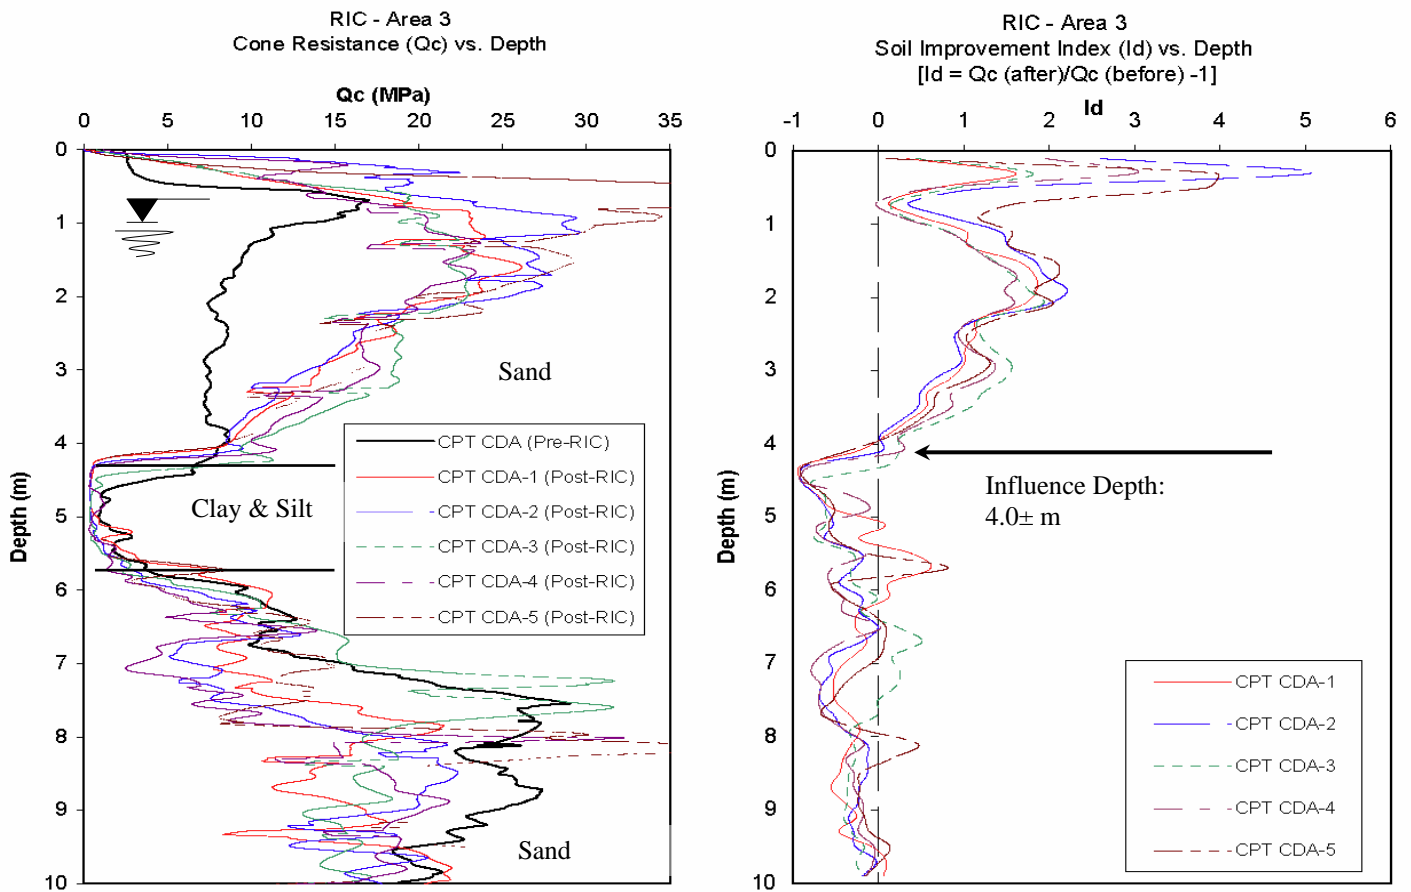 RIC - Area 3
Cone Resistance (Qc) vs. Depth
Qc (MPa)
0 5 10 15 20 25 30 35
0
1
2
3
4
5
6
7
8
9
10
Depth (m)
Sand
Clay & Silt
Sand
CPT CDA (Pre-RIC)
CPT CDA-1 (Post-RIC)
CPT CDA-2 (Post-RIC)
CPT CDA-3 (Post-RIC)
CPT CDA-4 (Post-RIC)
CPT CDA-5 (Post-RIC)
RIC - Area 3
Soil Improvement Index (Id) vs. Depth
[Id = Qc (after)/Qc (before) -1]
Id
-1 0 1 2 3 4 5 6
0
1
2
3
4
5
6
7
8
9
10
Depth (m)
Influence Depth:
4.0± m
CPT CDA-1
CPT CDA-2
CPT CDA-3
CPT CDA-4
CPT CDA-5